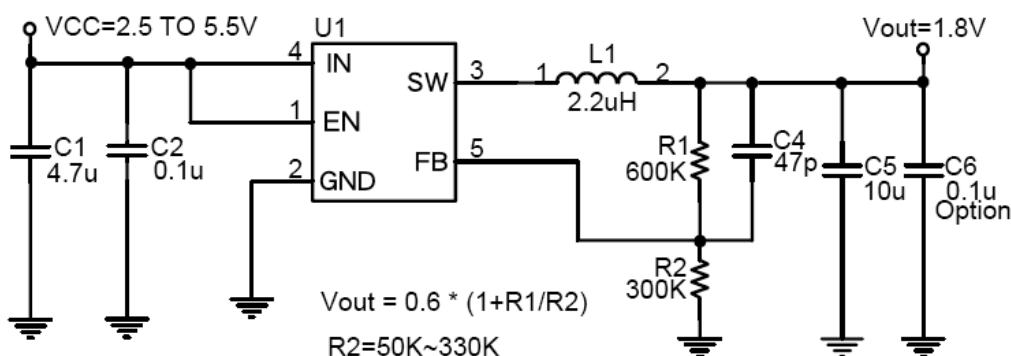 VCC=2.5 TO 5.5V
U1
Vout=1.8V
4 IN
L1
SW 3
1 2
2.2uH
1 EN
C1
4.7u
C2
0.1u
FB 5
R1
600K
C4
47p
C5
10u
C6
0.1u
Option
2 GND
R2
300K
Vout = 0.6 * (1+R1/R2)
R2=50K~330K